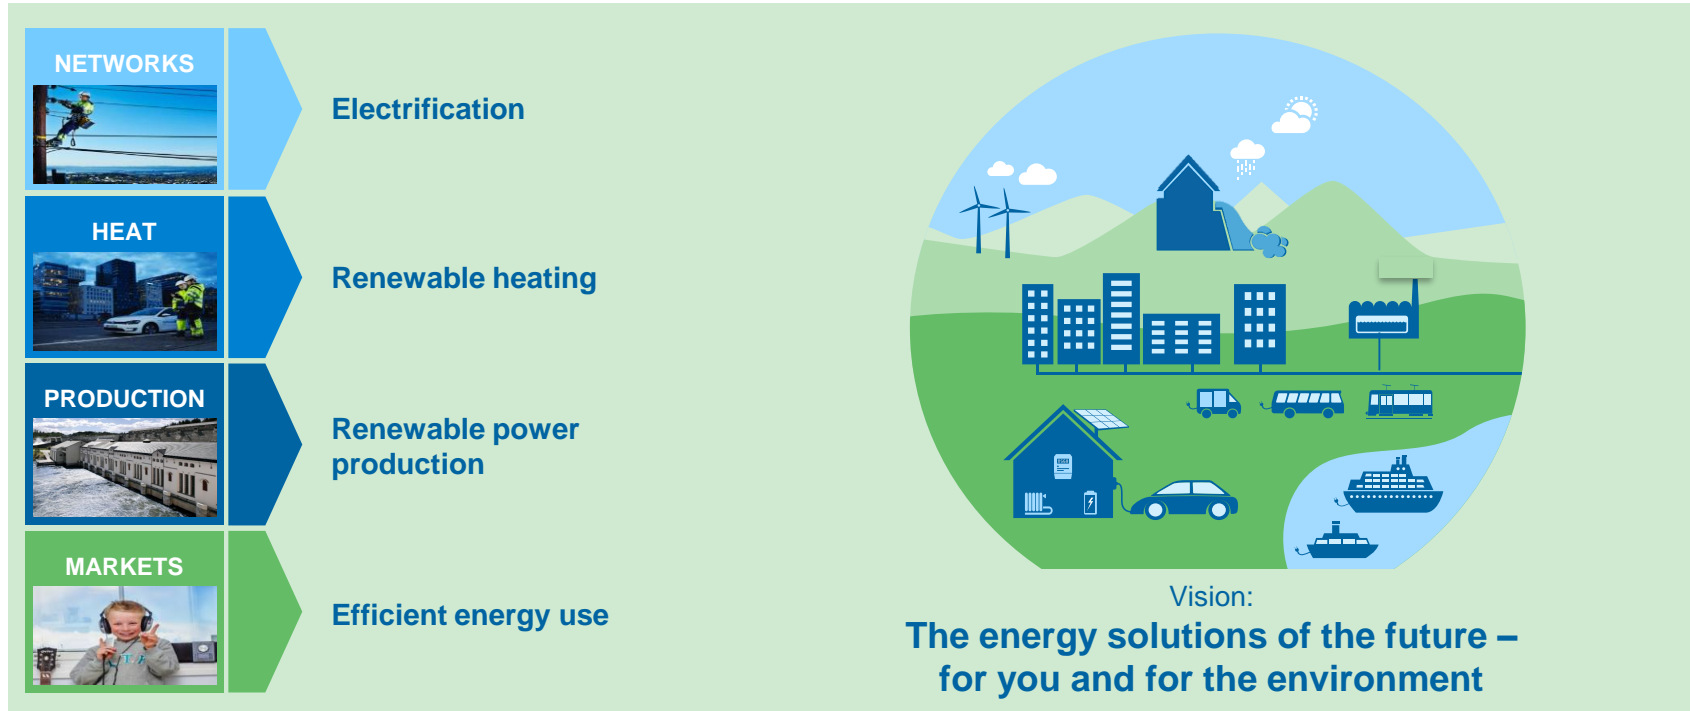 NETWORKS
Electrification
HEAT
Renewable heating
PRODUCTION
Renewable power
production
MARKETS
Efficient energy use
Vision:
The energy solutions of the future –
for you and for the environment